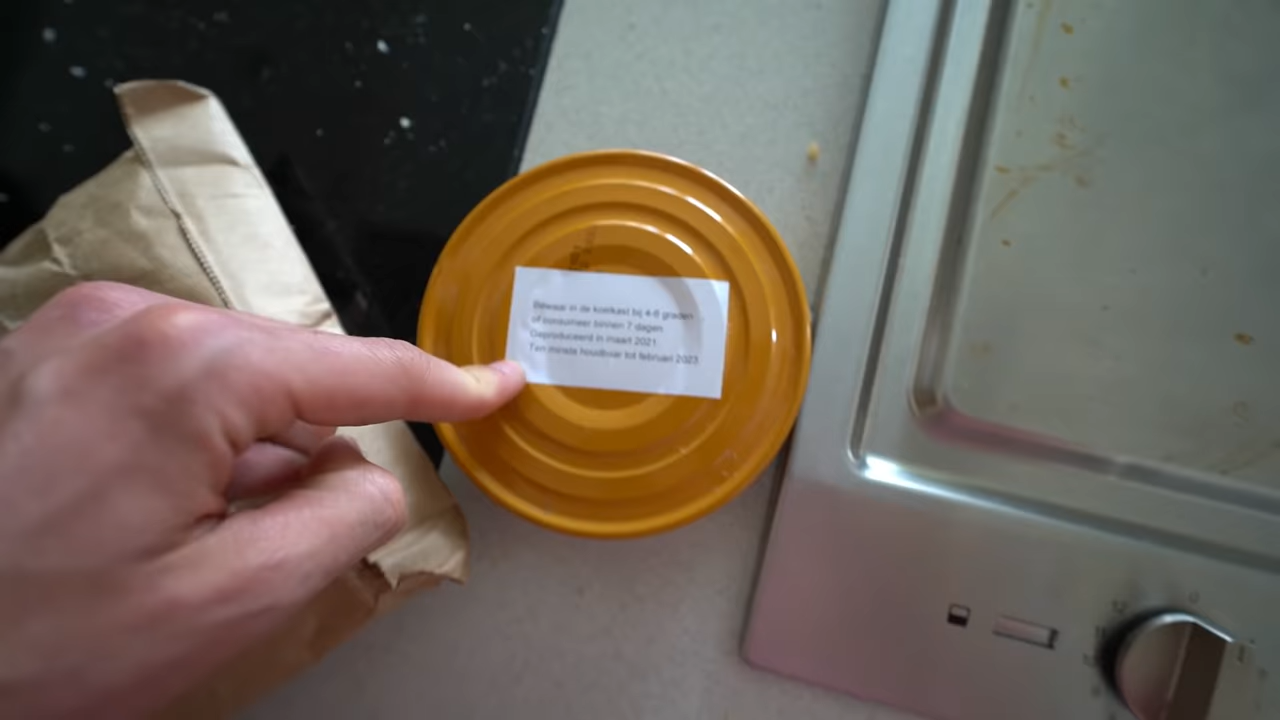 Bewaar in de koelkast bij 4-6 graden
of consumeer binnen 7 dagen
Geproduceerd in maart 2021
Ten minste houdbaar tot februari 2023